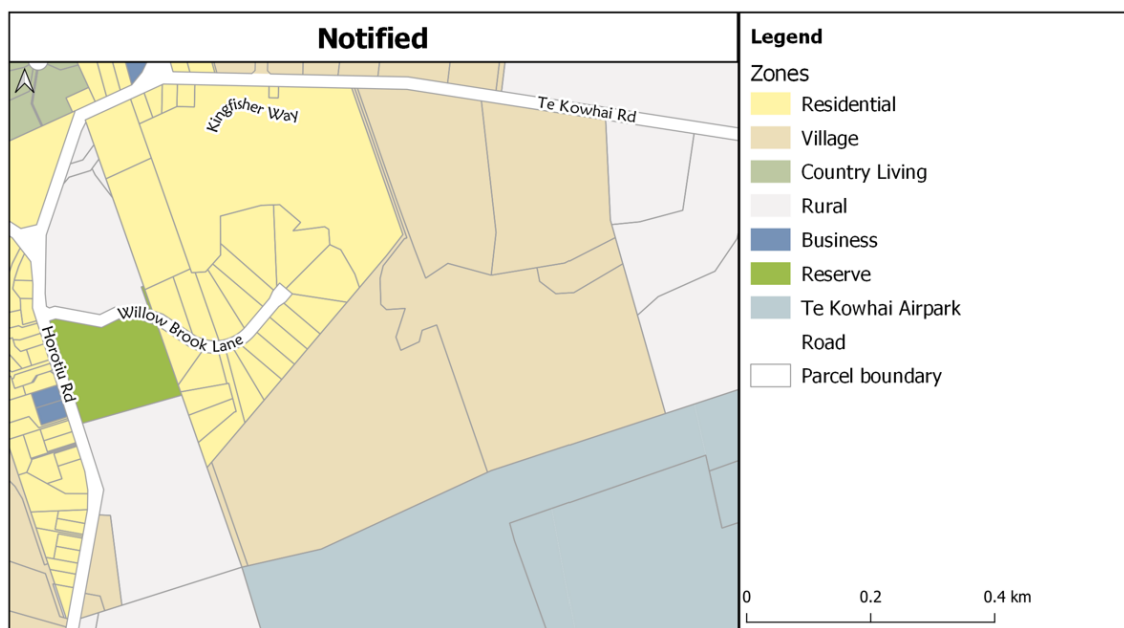 Notified
Kingfisher Way
Te Kowhai Rd
Willow Brook Lane
Horotiu Rd
Legend
Zones
Residential
Village
Country Living
Rural
Business
Reserve
Te Kowhai Airpark
Road
Parcel boundary
0 0.2 0.4 km